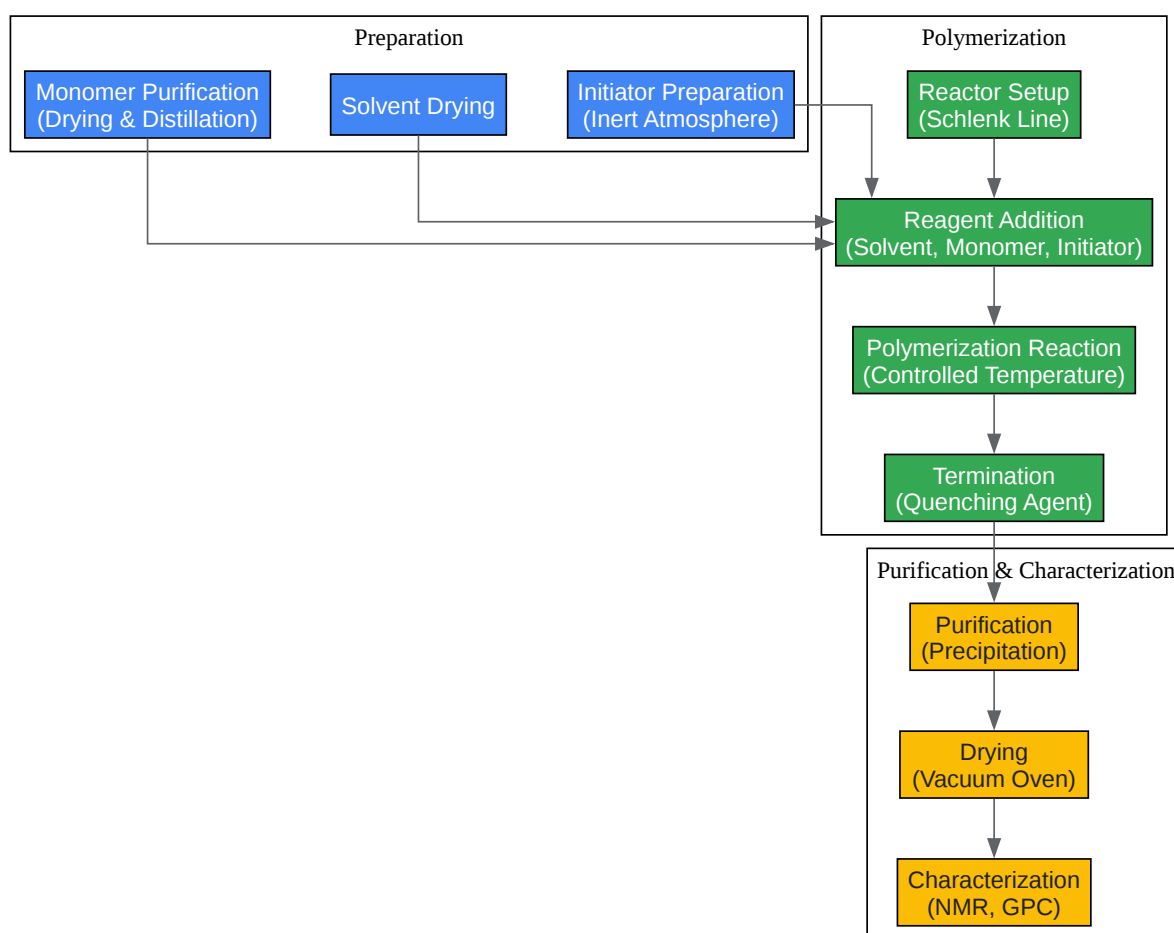 Preparation
Monomer Purification
(Drying & Distillation)
Solvent Drying
Initiator Preparation
(Inert Atmosphere)
Polymerization
Reactor Setup
(Schlenk Line)
Reagent Addition
(Solvent, Monomer, Initiator)
Polymerization Reaction
(Controlled Temperature)
Termination
(Quenching Agent)
Purification & Characterization
Purification
(Precipitation)
Drying
(Vacuum Oven)
Characterization
(NMR, GPC)